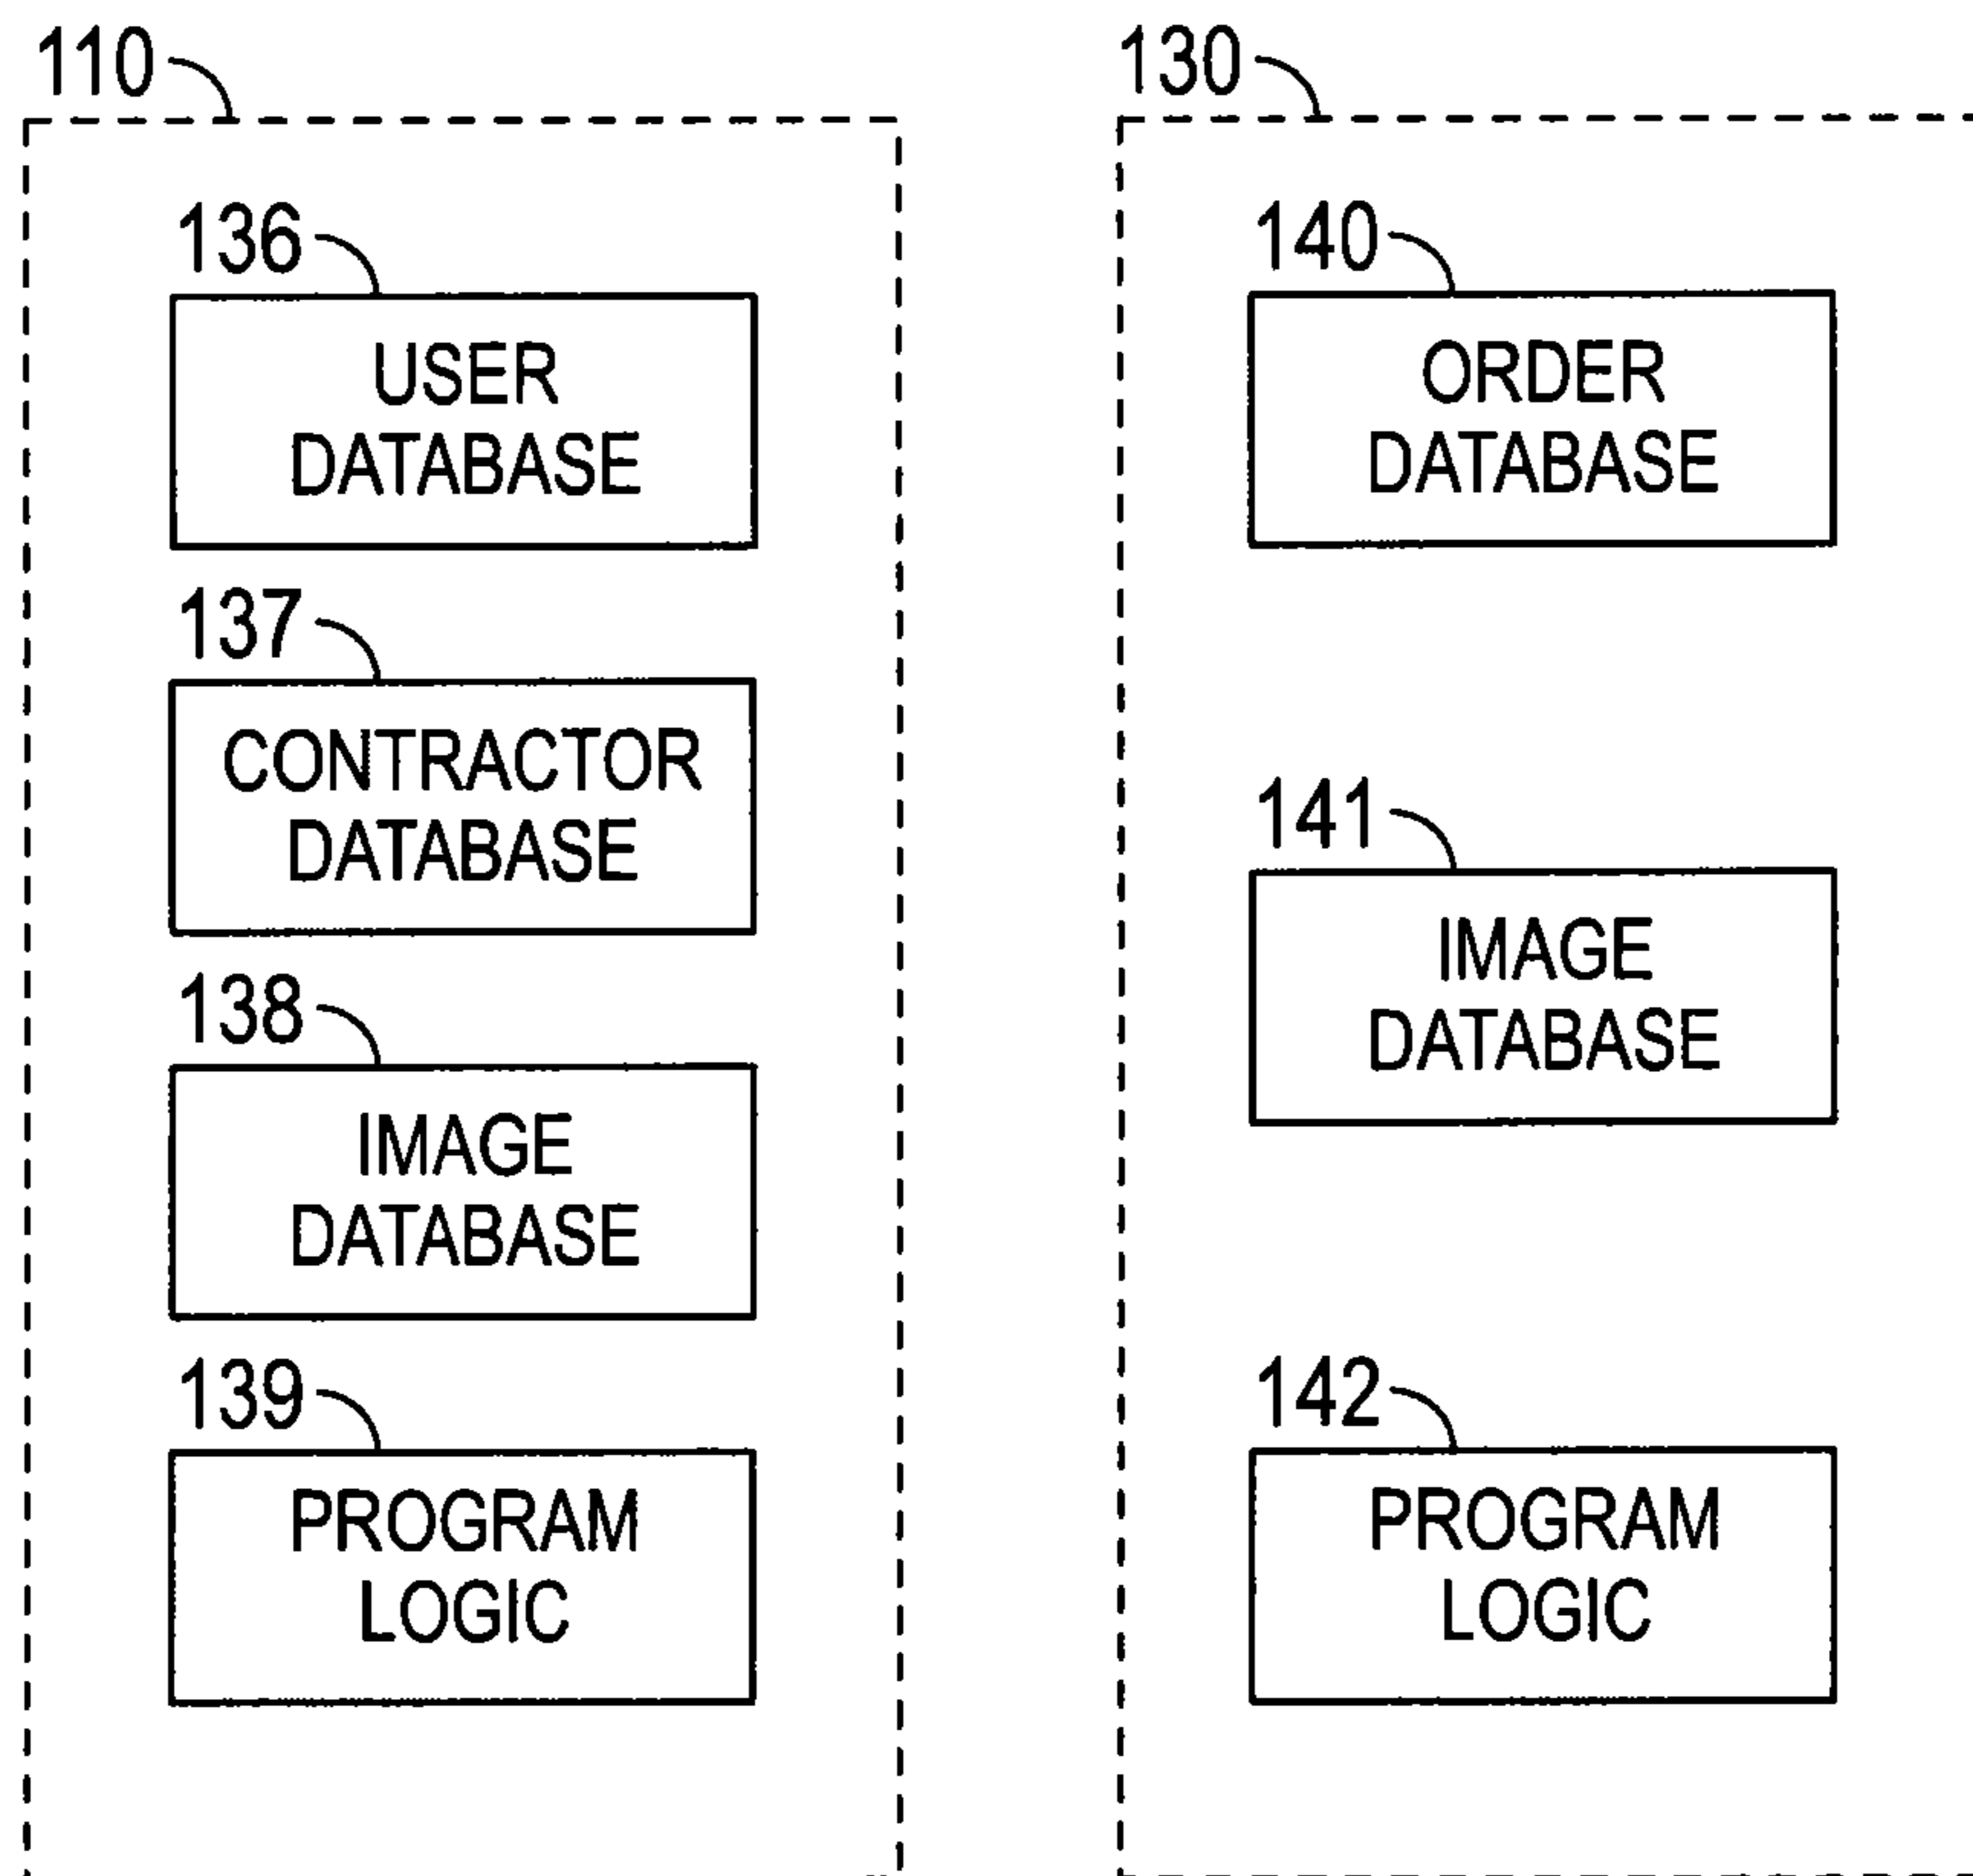 110
136
USER
DATABASE
137
CONTRACTOR
DATABASE
138
IMAGE
DATABASE
139
PROGRAM
LOGIC
130
140
ORDER
DATABASE
141
IMAGE
DATABASE
142
PROGRAM
LOGIC